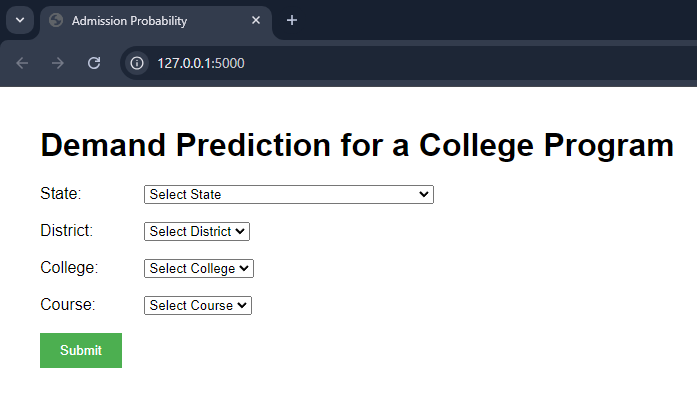 Admission Probability
127.0.0.1:5000
Demand Prediction for a College Program
State: Select State
District: Select District
College: Select College
Course: Select Course
Submit